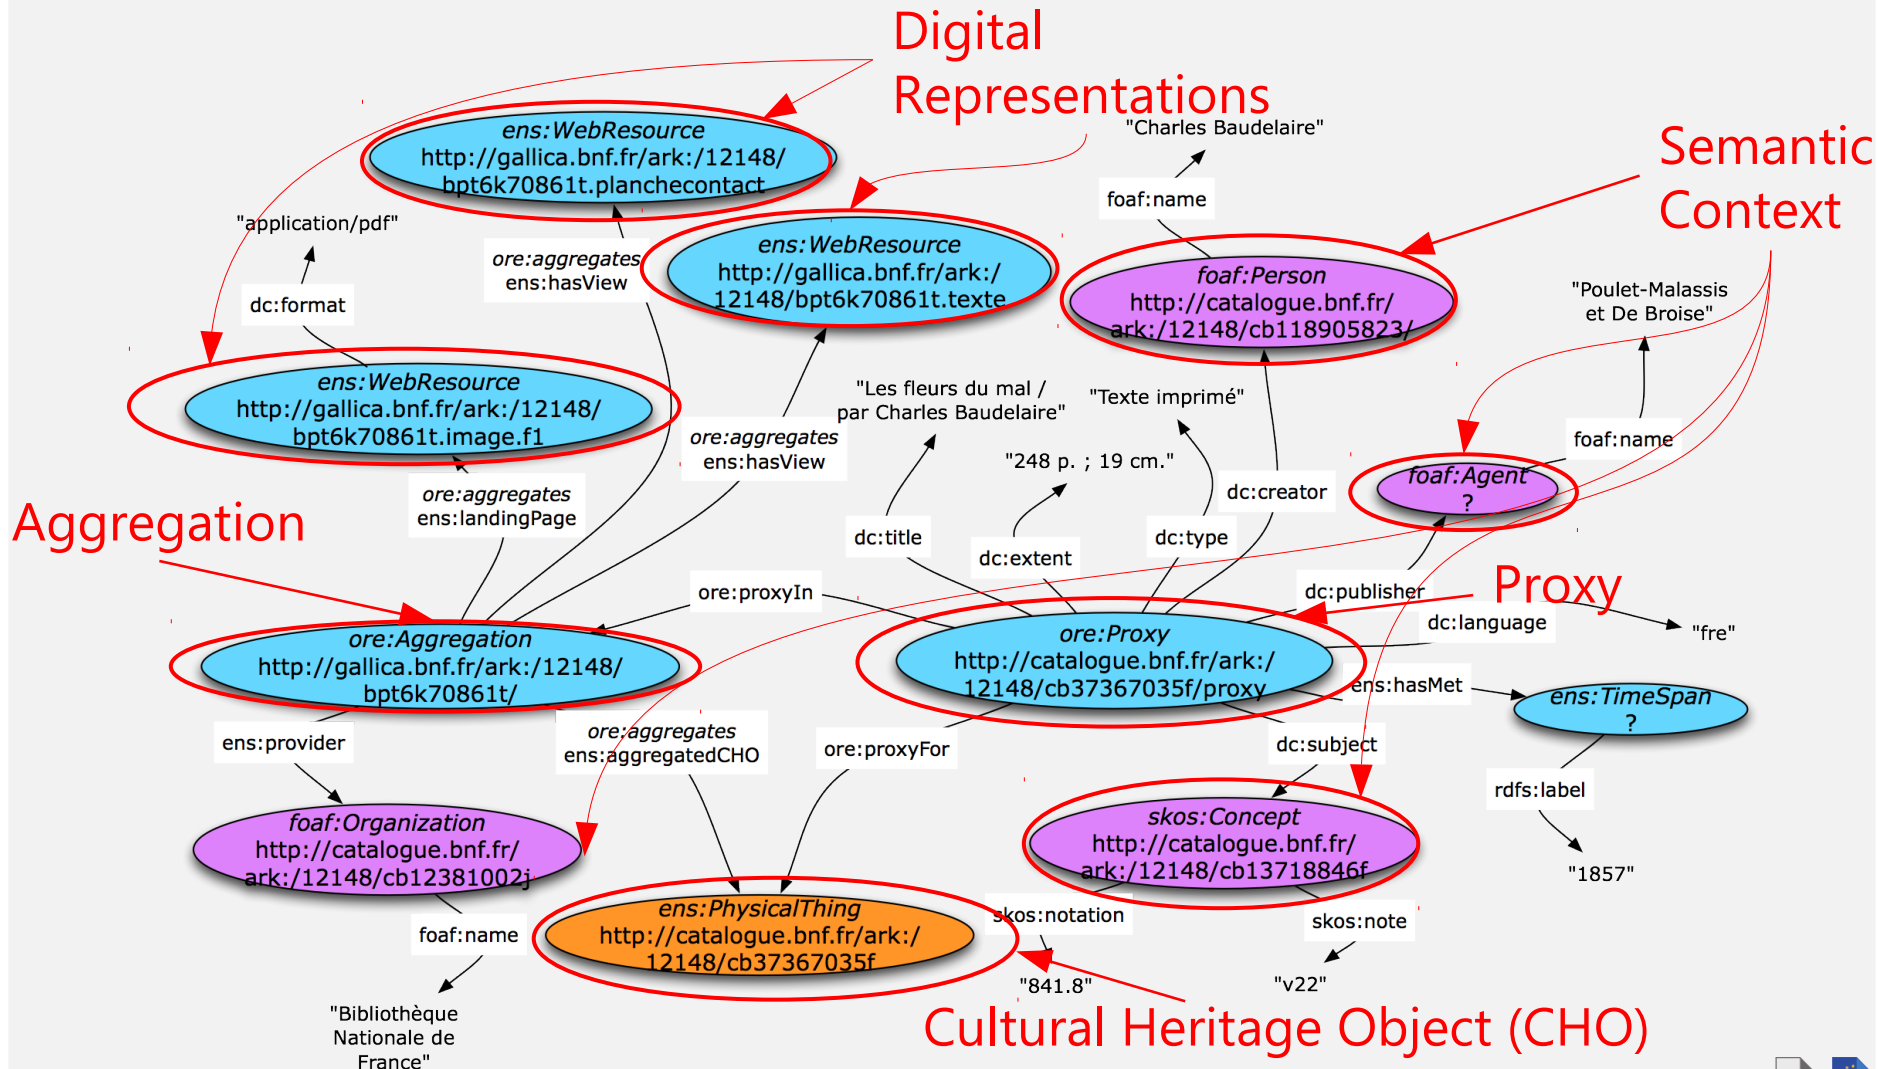 Digital
Representations
ens:WebResource
http://gallica.bnf.fr/ark:/12148/
bpt6k70861t.planchecontact
"Charles Baudelaire"
Semantic
Context
foaf:name
"application/pdf"
ore:aggregates
ens:hasView
ens:WebResource
http://gallica.bnf.fr/ark:/
12148/bpt6k70861t.texte
foaf:Person
http://catalogue.bnf.fr/
ark:/12148/cb118905823/
"Poulet-Malassis
et De Broise"
dc:format
ens:WebResource
http://gallica.bnf.fr/ark:/12148/
bpt6k70861t.image.f1
"Les fleurs du mal /
par Charles Baudelaire"
"Texte imprimé"
ore:aggregates
ens:hasView
"248 p. ; 19 cm."
foaf:name
foaf:Agent
?
ore:aggregates
ens:landingPage
dc:creator
Aggregation
dc:title
dc:extent
dc:type
ore:proxyIn
dc:publisher
Proxy
dc:language
"fre"
ore:Aggregation
http://gallica.bnf.fr/ark:/12148/
bpt6k70861t/
ore:Proxy
http://catalogue.bnf.fr/ark:/
12148/cb37367035f/proxy
ens:hasMet
ens:TimeSpan
?
ens:provider
ore:aggregates
ens:aggregatedCHO
ore:proxyFor
dc:subject
rdfs:label
foaf:Organization
http://catalogue.bnf.fr/
ark:/12148/cb12381002j
skos:Concept
http://catalogue.bnf.fr/
ark:/12148/cb13718846f
"1857"
foaf:name
ens:PhysicalThing
http://catalogue.bnf.fr/ark:/
12148/cb37367035f
skos:notation
skos:note
"841.8"
"v22"
"Bibliothèque
Nationale de
France"
Cultural Heritage Object (CHO)